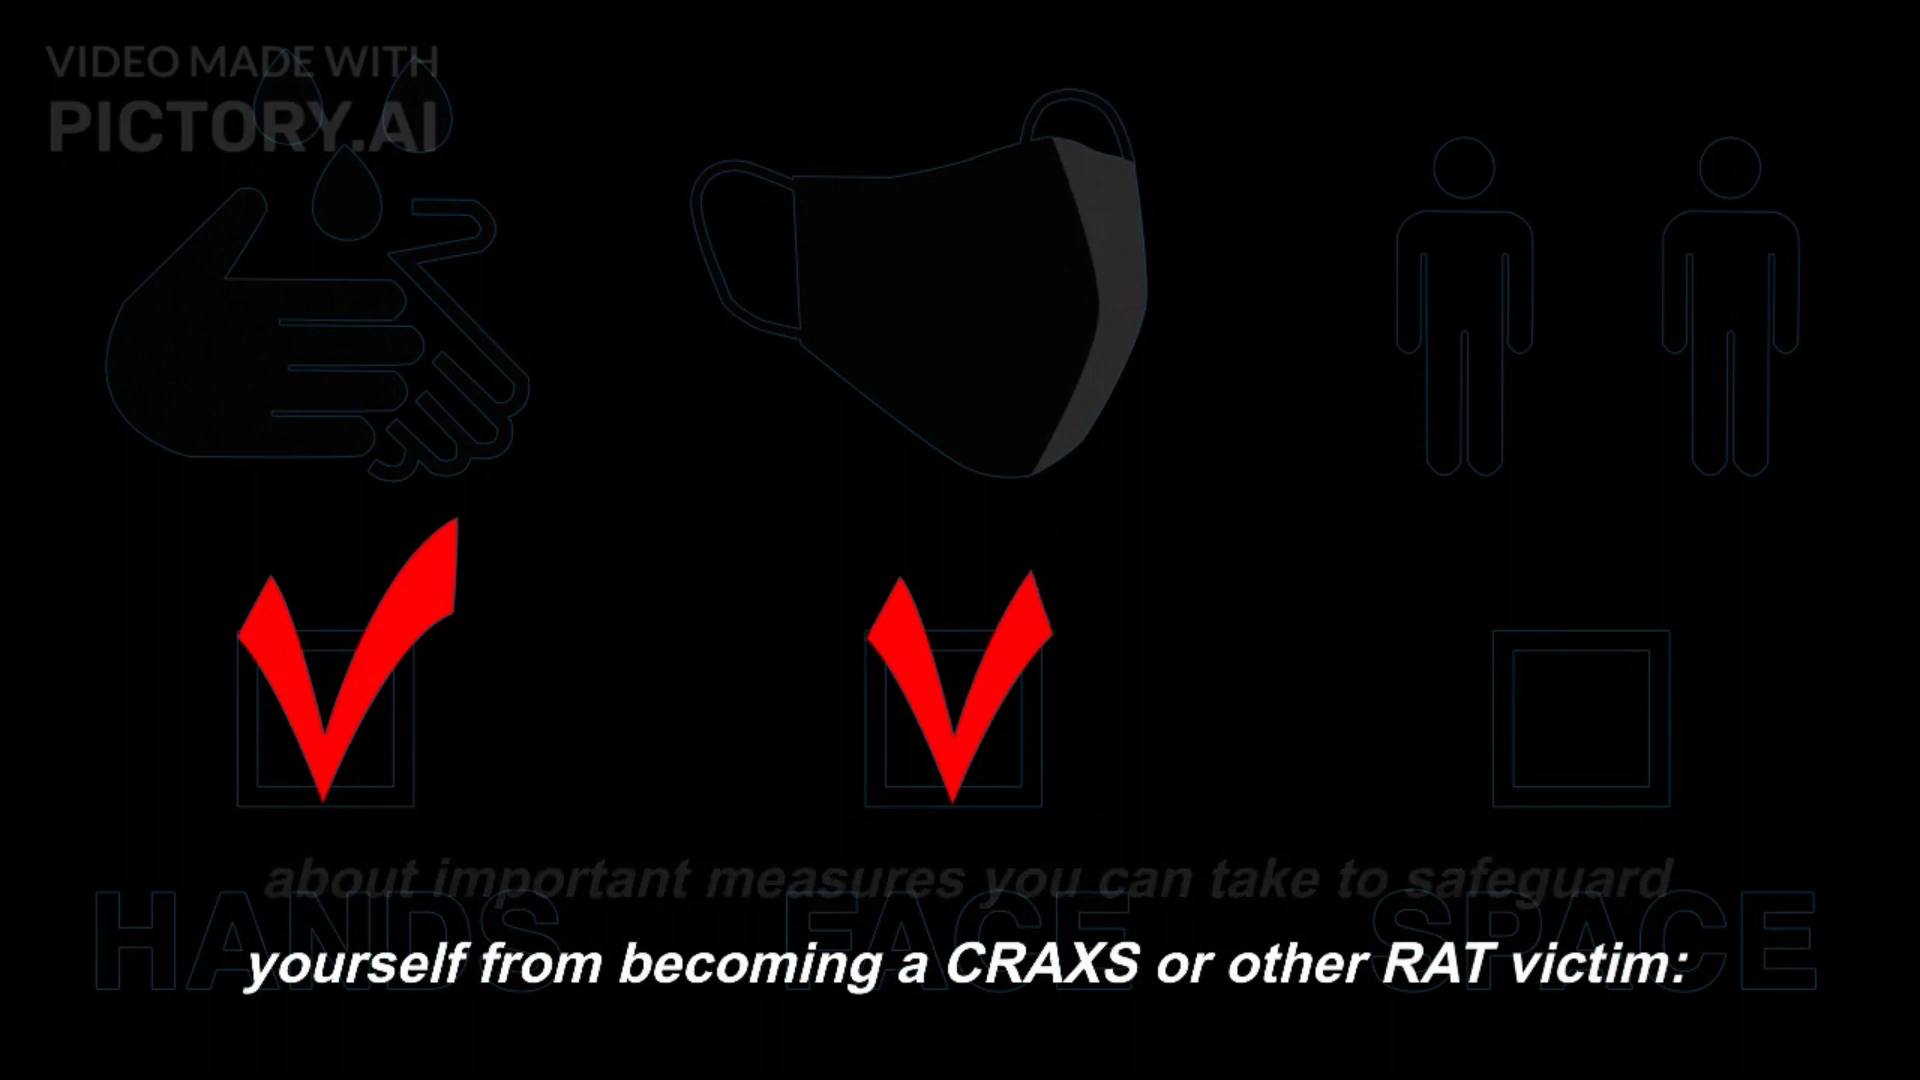 VIDEO MADE WITH
PICTORY.AI
about important measures you can take to safeguard
HANDS FACE SPACE
yourself from becoming a CRAXS or other RAT victim: